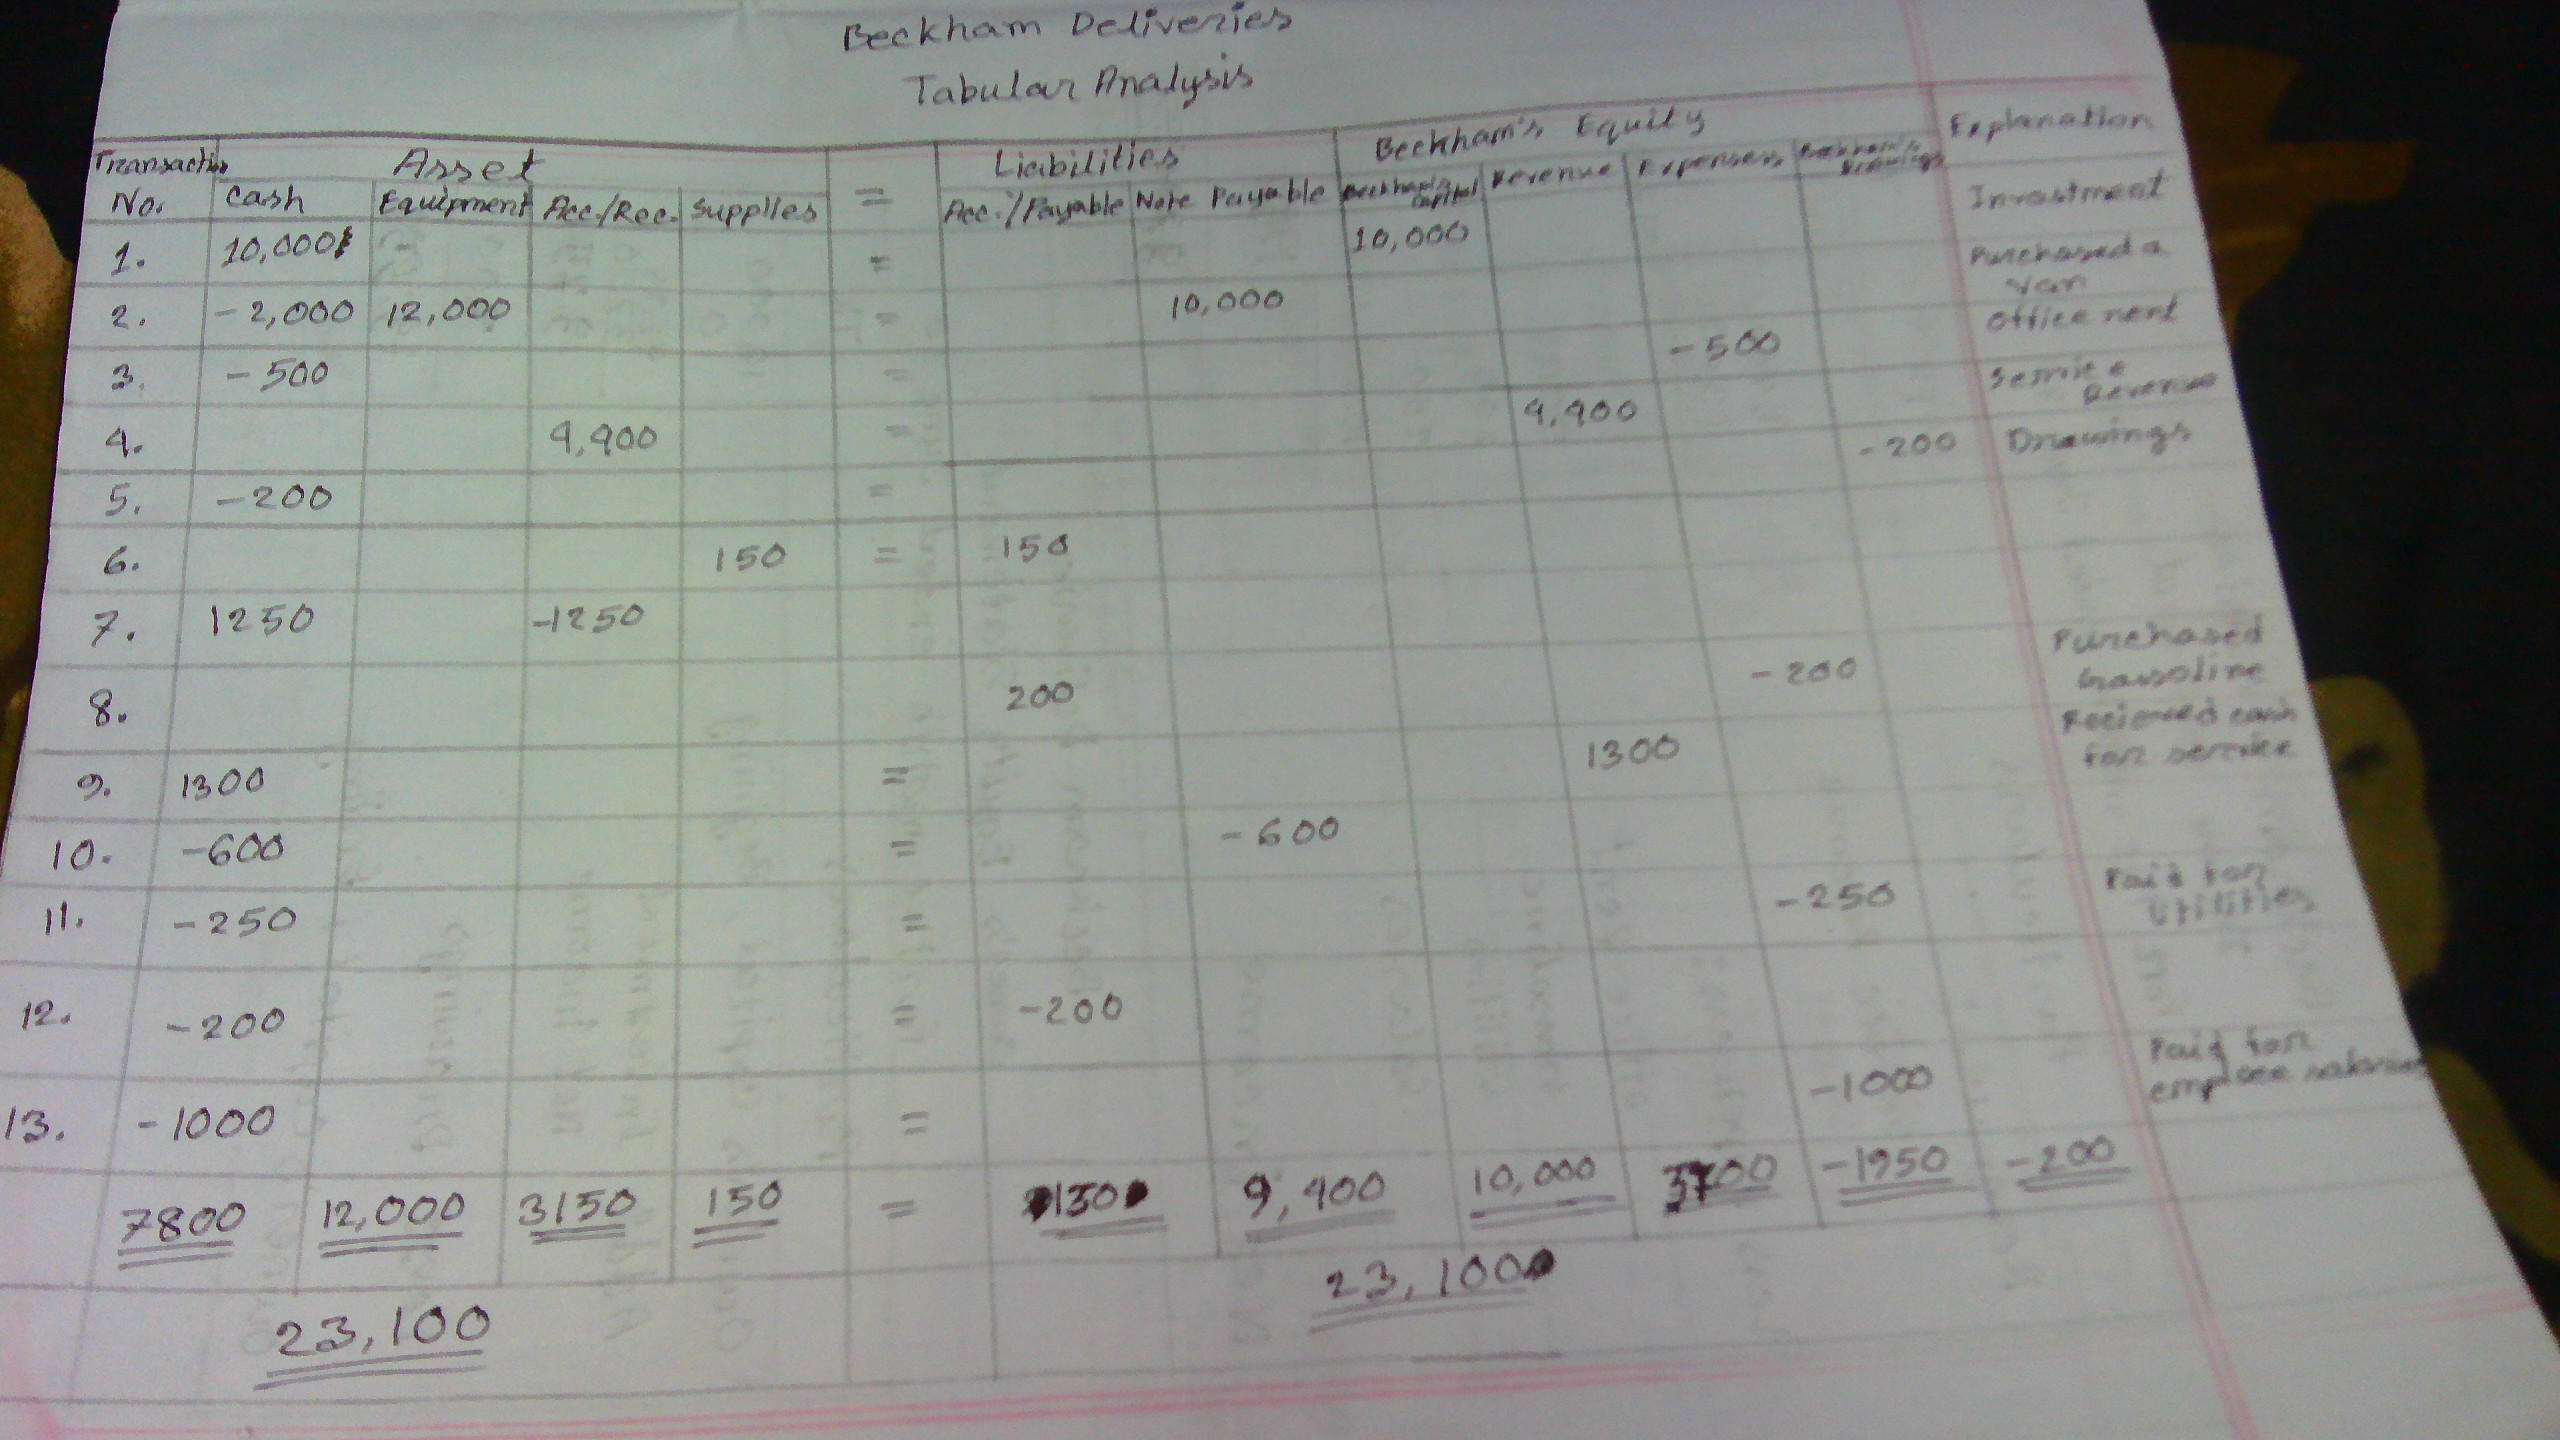 Beckham Deliveries
Tabular Analysis
Transaction No. Asset = Liabilities Beckham's Equity Explanation
Cash Equipment Acc./Rec. Supplies Acc./Payable Note Payable Beckham's Capital Revenue Expenses Beckham's Drawings
1. 10,000 = 10,000 Investment
2. -2,000 12,000 = 10,000 Purchased a van
3. -500 = -500 office rent
4. 4,400 = 4,400 Service Revenue
5. -200 = -200 Drawings
6. 150 = 150
7. 1250 -1250
8. 200 -200 Purchased Gasoline
9. 1300 = 1300 Recieved cash for service
10. -600 = -600
11. -250 = -250 Paid for utilities
12. -200 = -200
13. -1000 = -1000 Paid for
7800 12,000 3150 150 = 150 9,400 10,000 5700 -1950 -200
23,100 23,100